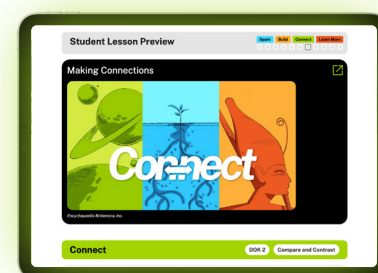 Student Lesson Preview
Spark Build Connect Learn More
Making Connections
Connect
Encyclopædia Britannica, Inc.
Connect
DOK 2 Compare and Contrast